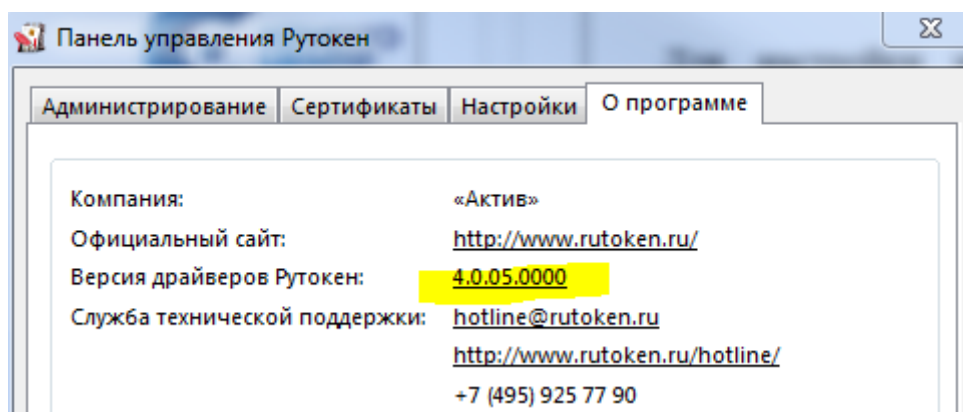 Панель управления Рутокен
Администрирование Сертификаты Настройки О программе
Компания: «Актив»
Официальный сайт: http://www.rutoken.ru/
Версия драйверов Рутокен: 4.0.05.0000
Служба технической поддержки: hotline@rutoken.ru
http://www.rutoken.ru/hotline/
+7 (495) 925 77 90